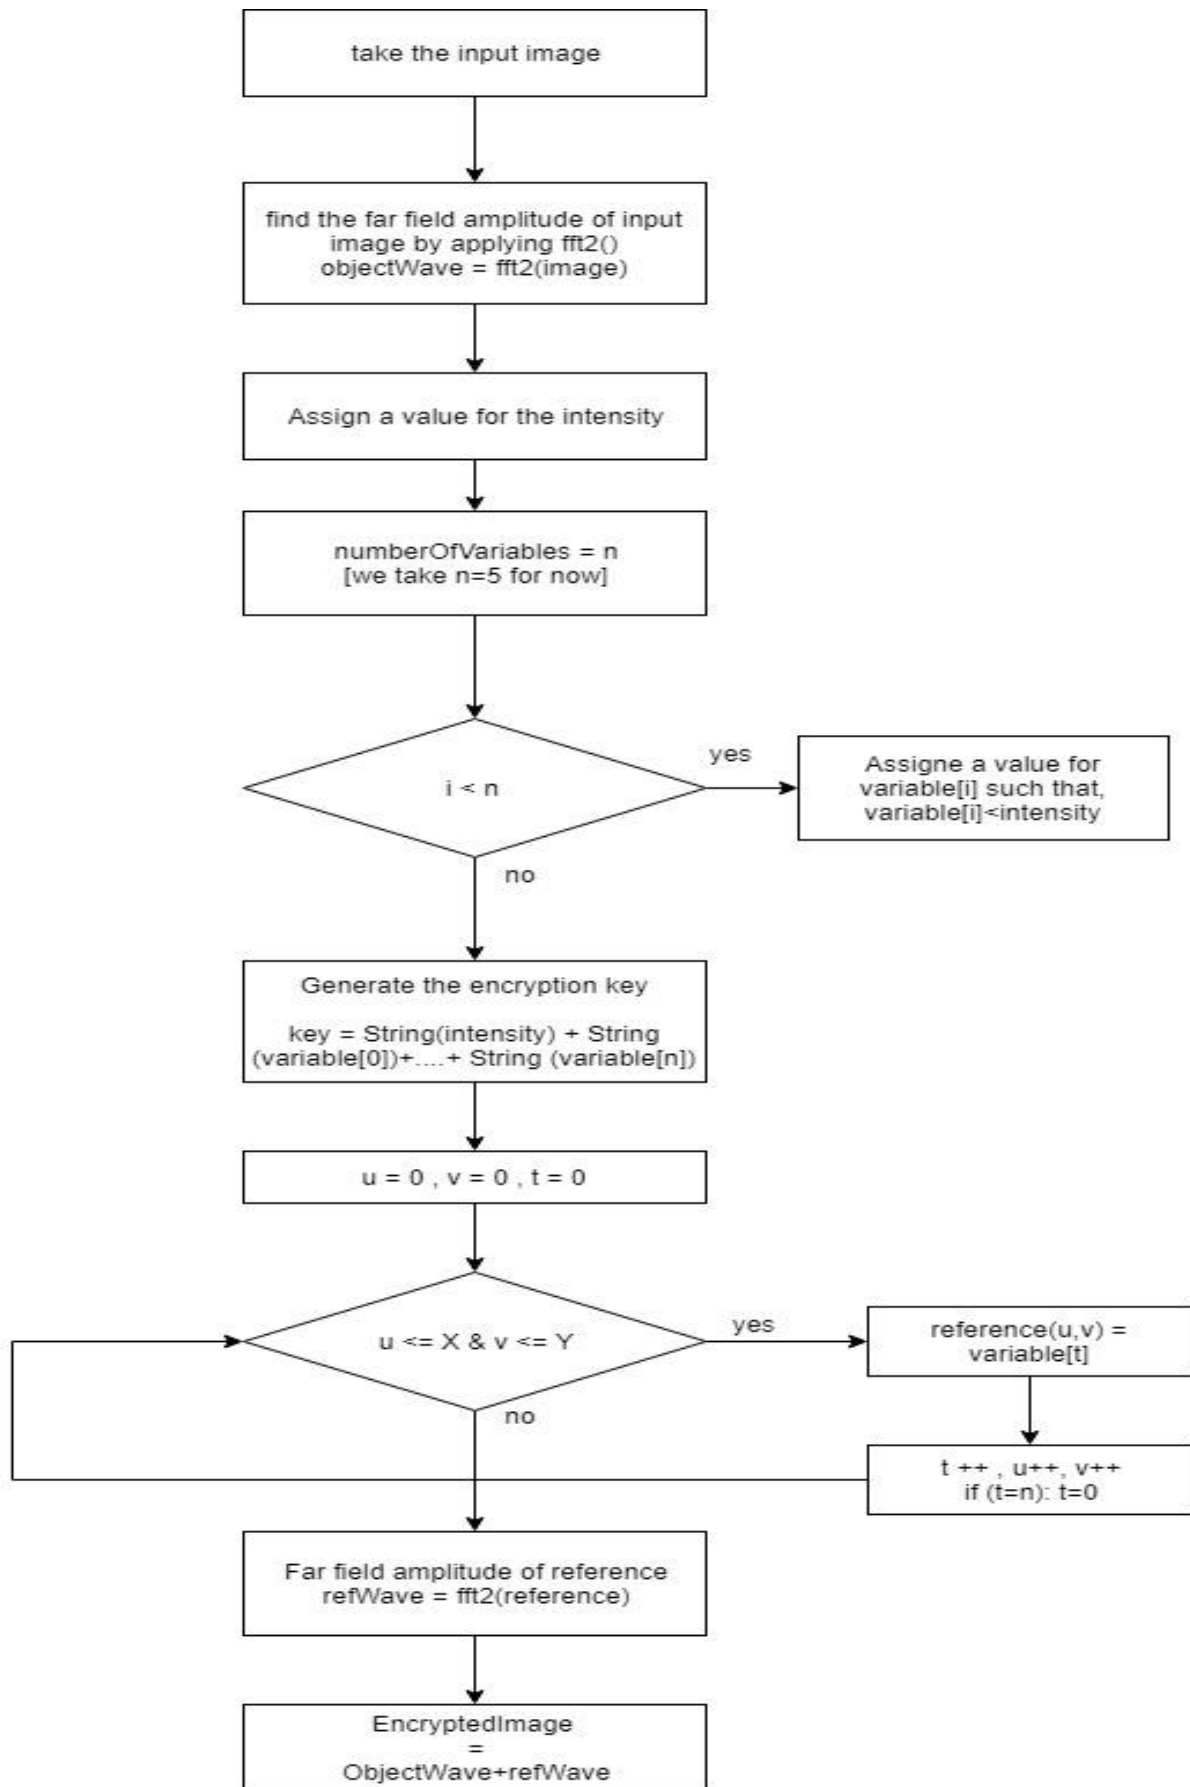 take the input image
find the far field amplitude of input
image by applying fft2()
objectWave = fft2(image)
Assign a value for the intensity
numberOfVariables = n
[we take n=5 for now]
i < n
yes
Assigne a value for
variable[i] such that,
variable[i]<intensity
no
Generate the encryption key
key = String(intensity) + String
(variable[0])+....+ String (variable[n])
u = 0 , v = 0 , t = 0
u <= X & v <= Y
yes
reference(u,v) =
variable[t]
no
t ++ , u++, v++
if (t=n): t=0
Far field amplitude of reference
refWave = fft2(reference)
EncryptedImage
=
ObjectWave+refWave